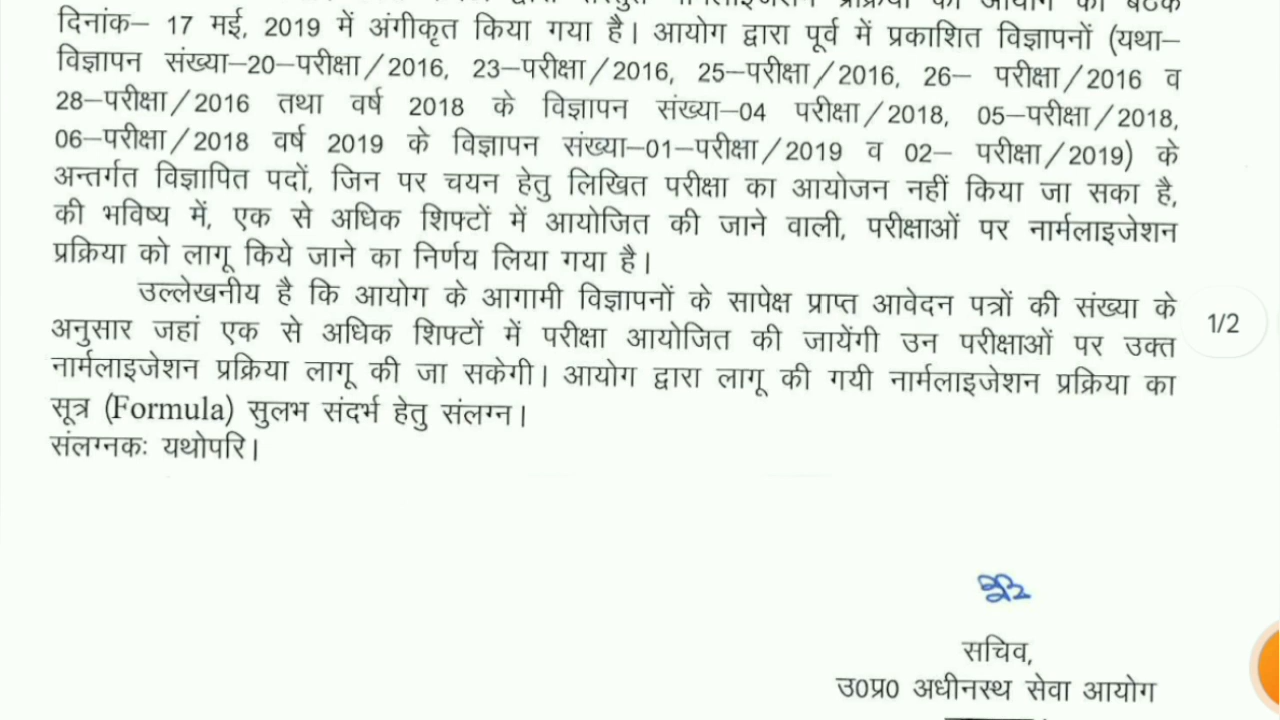 दिनांक– 17 मई, 2019 में अंगीकृत किया गया है। आयोग द्वारा पूर्व में प्रकाशित विज्ञापनों (यथा–
विज्ञापन संख्या–20–परीक्षा/2016, 23–परीक्षा/2016, 25–परीक्षा/2016, 26– परीक्षा/2016 व
28–परीक्षा/2016 तथा वर्ष 2018 के विज्ञापन संख्या–04 परीक्षा/2018, 05–परीक्षा/2018,
06–परीक्षा/2018 वर्ष 2019 के विज्ञापन संख्या–01–परीक्षा/2019 व 02– परीक्षा/2019) के
अन्तर्गत विज्ञापित पदों, जिन पर चयन हेतु लिखित परीक्षा का आयोजन नहीं किया जा सका है,
की भविष्य में, एक से अधिक शिफ्टों में आयोजित की जाने वाली, परीक्षाओं पर नार्मलाइजेशन
प्रक्रिया को लागू किये जाने का निर्णय लिया गया है।
उल्लेखनीय है कि आयोग के आगामी विज्ञापनों के सापेक्ष प्राप्त आवेदन पत्रों की संख्या के
अनुसार जहां एक से अधिक शिफ्टों में परीक्षा आयोजित की जायेंगी उन परीक्षाओं पर उक्त
नार्मलाइजेशन प्रक्रिया लागू की जा सकेगी। आयोग द्वारा लागू की गयी नार्मलाइजेशन प्रक्रिया का
सूत्र (Formula) सुलभ संदर्भ हेतु संलग्न।
संलग्नकः यथोपरि।
1/2
सचिव,
उ0प्र0 अधीनस्थ सेवा आयोग